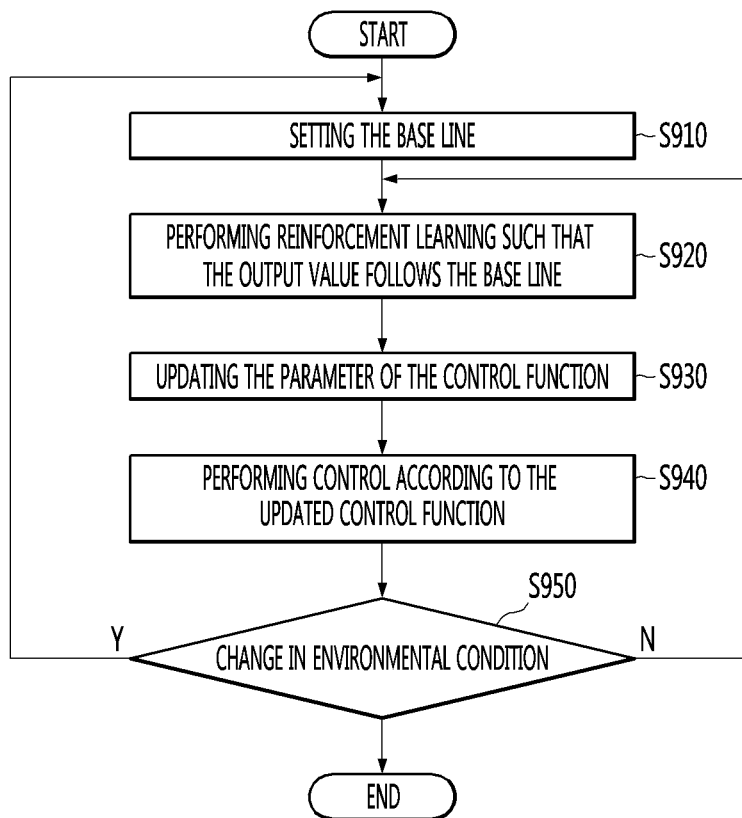 START
SETTING THE BASE LINE
S910
PERFORMING REINFORCEMENT LEARNING SUCH THAT
THE OUTPUT VALUE FOLLOWS THE BASE LINE
S920
UPDATING THE PARAMETER OF THE CONTROL FUNCTION
S930
PERFORMING CONTROL ACCORDING TO THE
UPDATED CONTROL FUNCTION
S940
S950
Y
CHANGE IN ENVIRONMENTAL CONDITION
N
END